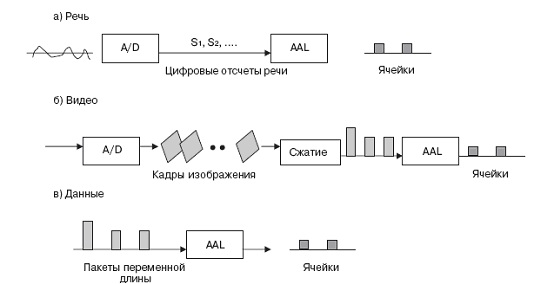 а) Речь
A/D
S1, S2, ....
AAL
Цифровые отсчеты речи
Ячейки
б) Видео
A/D
Сжатие
AAL
Кадры изображения
Ячейки
в) Данные
AAL
Пакеты переменной
длины
Ячейки